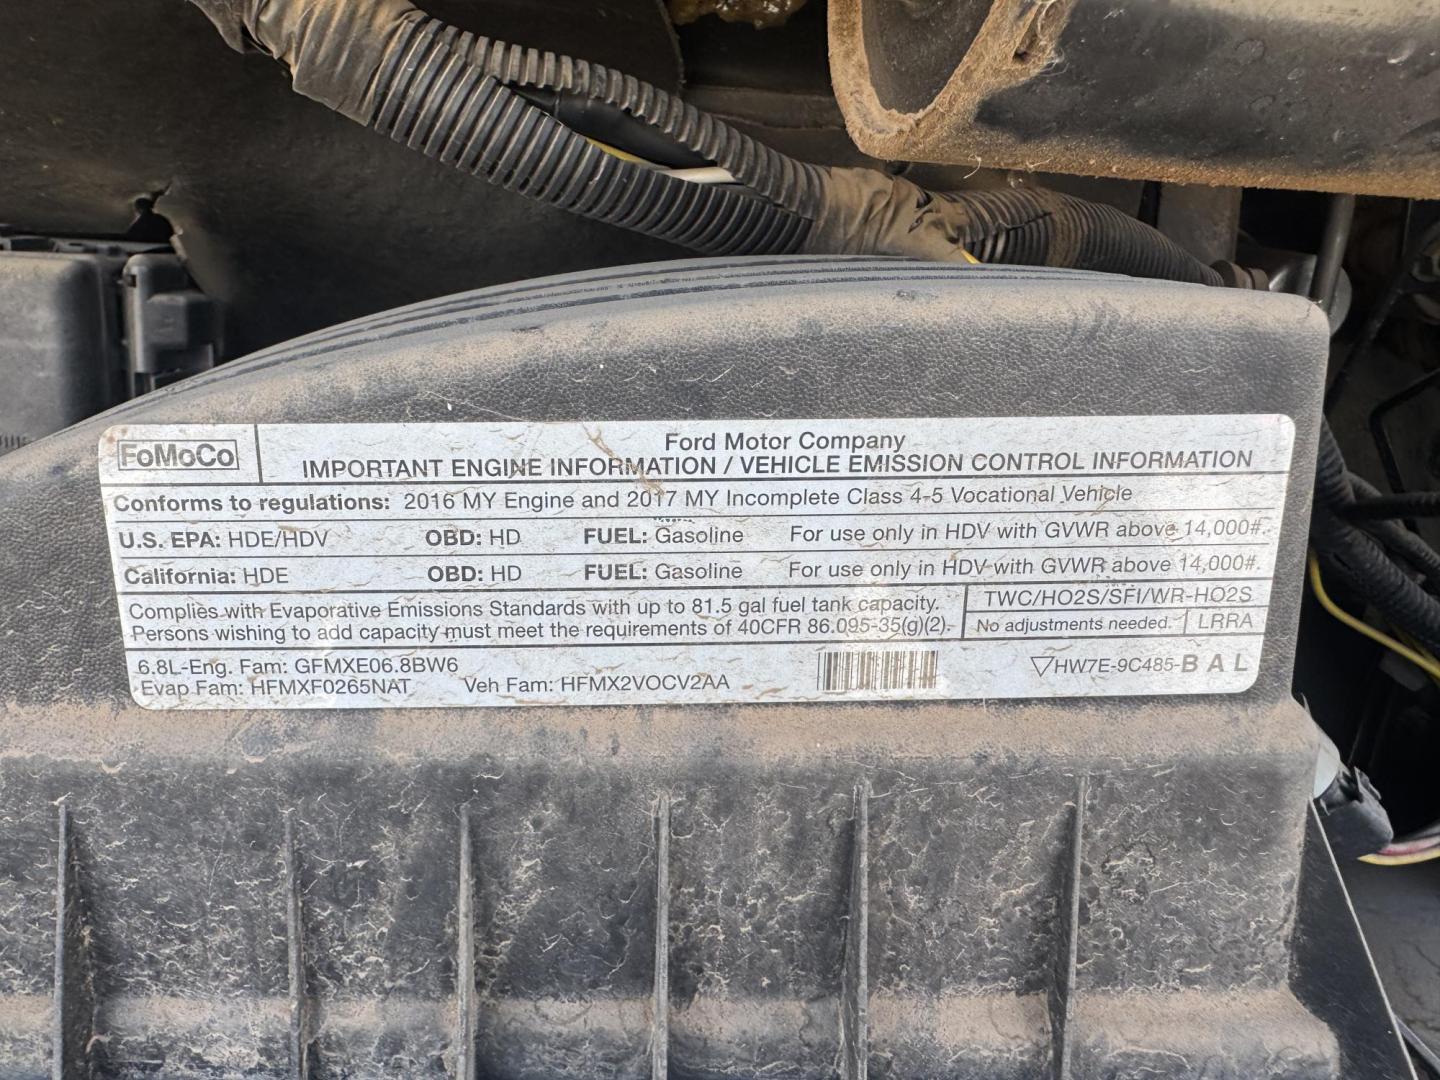 FoMoCo
Ford Motor Company
IMPORTANT ENGINE INFORMATION / VEHICLE EMISSION CONTROL INFORMATION
Conforms to regulations: 2016 MY Engine and 2017 MY Incomplete Class 4-5 Vocational Vehicle
U.S. EPA: HDE/HDV OBD: HD FUEL: Gasoline For use only in HDV with GVWR above 14,000#.
California: HDE OBD: HD FUEL: Gasoline For use only in HDV with GVWR above 14,000#.
Complies with Evaporative Emissions Standards with up to 81.5 gal fuel tank capacity.
Persons wishing to add capacity must meet the requirements of 40CFR 86.095-35(g)(2).
TWC/HO2S/SFI/WR-HO2S
No adjustments needed. LRRA
6.8L-Eng. Fam: GFMXE06.8BW6
Evap Fam: HFMXF0265NAT Veh Fam: HFMX2VOCV2AA
▽HW7E-9C485-B A L